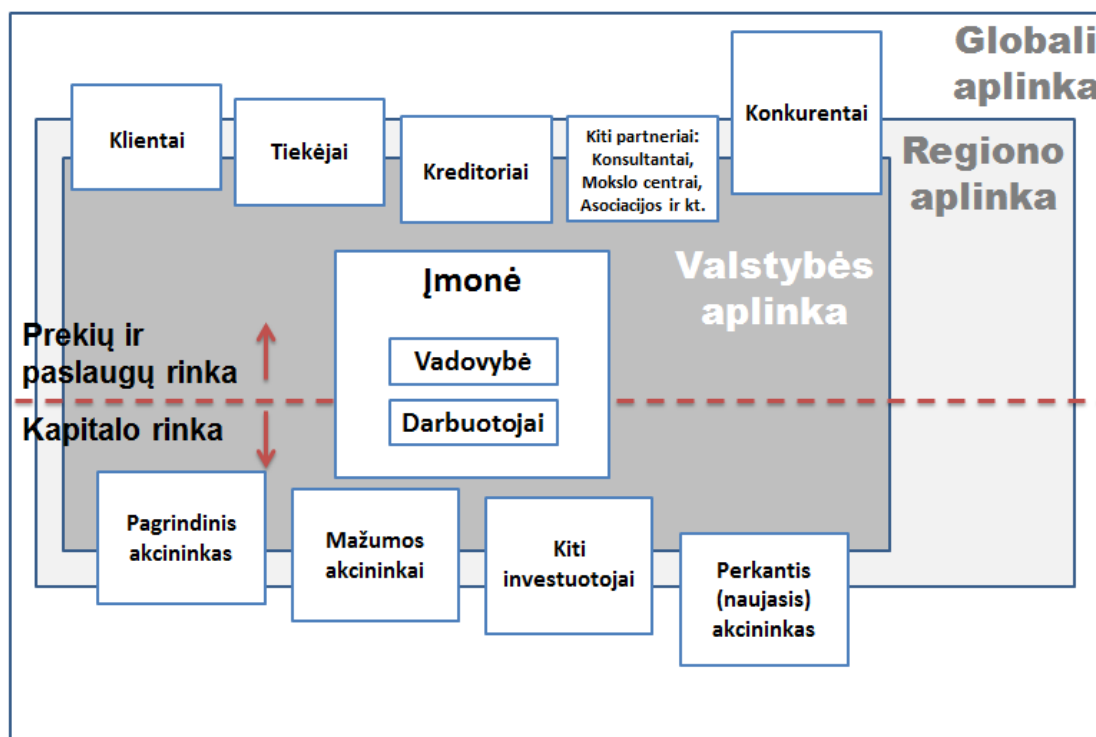 Globali
aplinka
Klientai
Tiekėjai
Kreditoriai
Kiti partneriai:
Konsultantai,
Mokslo centrai,
Asociacijos ir kt.
Konkurentai
Regiono
aplinka
Valstybės
aplinka
Įmonė
Vadovybė
Darbuotojai
Prekių ir
paslaugų rinka
Kapitalo rinka
Pagrindinis
akcininkas
Mažumos
akcininkai
Kiti
investuotojai
Perkantis
(naujasis)
akcininkas